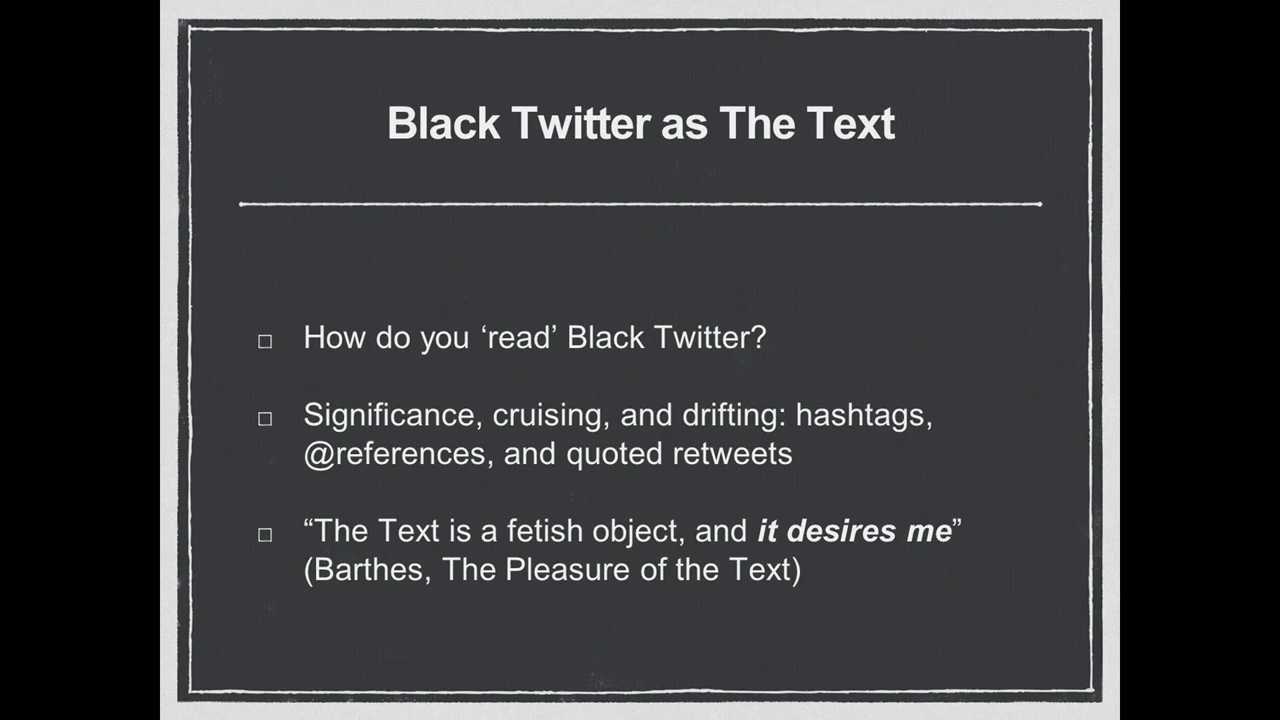 Black Twitter as The Text
□ How do you ‘read’ Black Twitter?
□ Significance, cruising, and drifting: hashtags,
@references, and quoted retweets
□ “The Text is a fetish object, and it desires me”
(Barthes, The Pleasure of the Text)